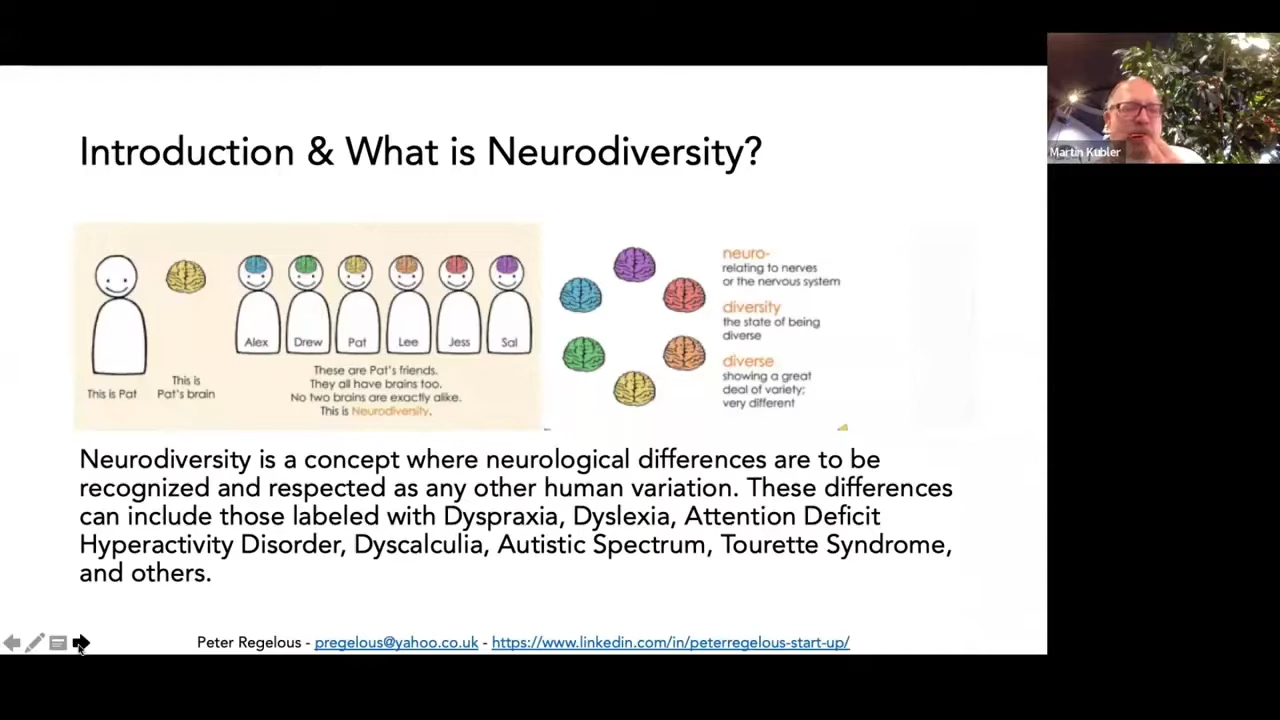 Introduction & What is Neurodiversity?
This is Pat
This is
Pat's brain
Alex
Drew
Pat
Lee
Jess
Sal
These are Pat's friends.
They all have brains too.
No two brains are exactly alike.
This is Neurodiversity.
neuro-
relating to nerves
or the nervous system
diversity
the state of being
diverse
diverse
showing a great
deal of variety;
very different
Neurodiversity is a concept where neurological differences are to be
recognized and respected as any other human variation. These differences
can include those labeled with Dyspraxia, Dyslexia, Attention Deficit
Hyperactivity Disorder, Dyscalculia, Autistic Spectrum, Tourette Syndrome,
and others.
Peter Regelous - pregelous@yahoo.co.uk - https://www.linkedin.com/in/peterregelous-start-up/
Martin Kubler